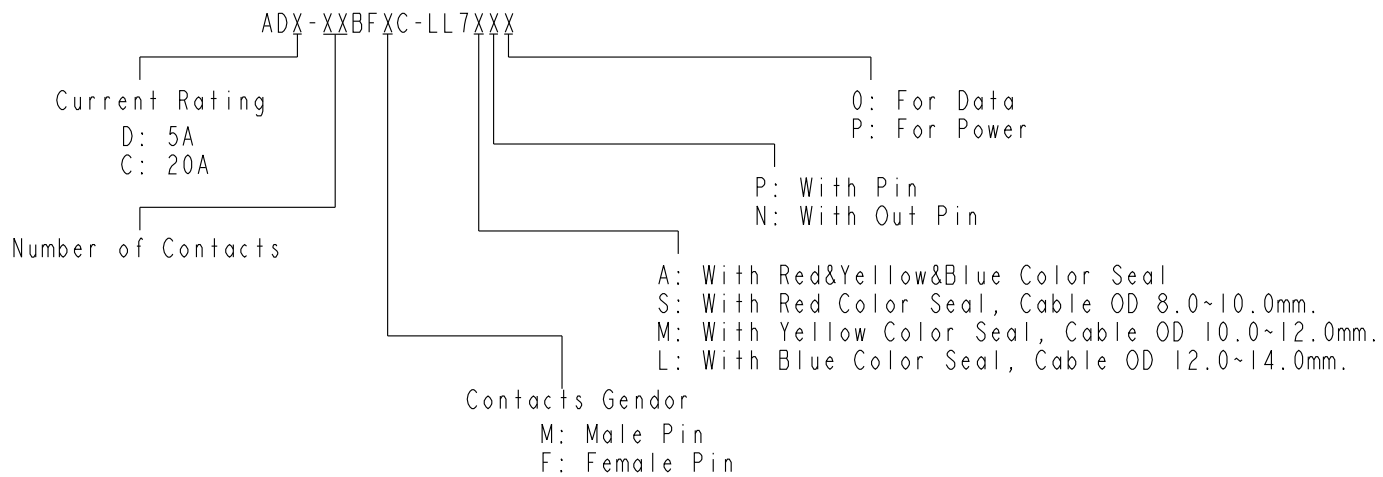 ADX-XXBFXC-LL7XXX
Current Rating
D: 5A
C: 20A
Number of Contacts
0: For Data
P: For Power
P: With Pin
N: With Out Pin
A: With Red&Yellow&Blue Color Seal
S: With Red Color Seal, Cable OD 8.0~10.0mm.
M: With Yellow Color Seal, Cable OD 10.0~12.0mm.
L: With Blue Color Seal, Cable OD 12.0~14.0mm.
Contacts Gendor
M: Male Pin
F: Female Pin